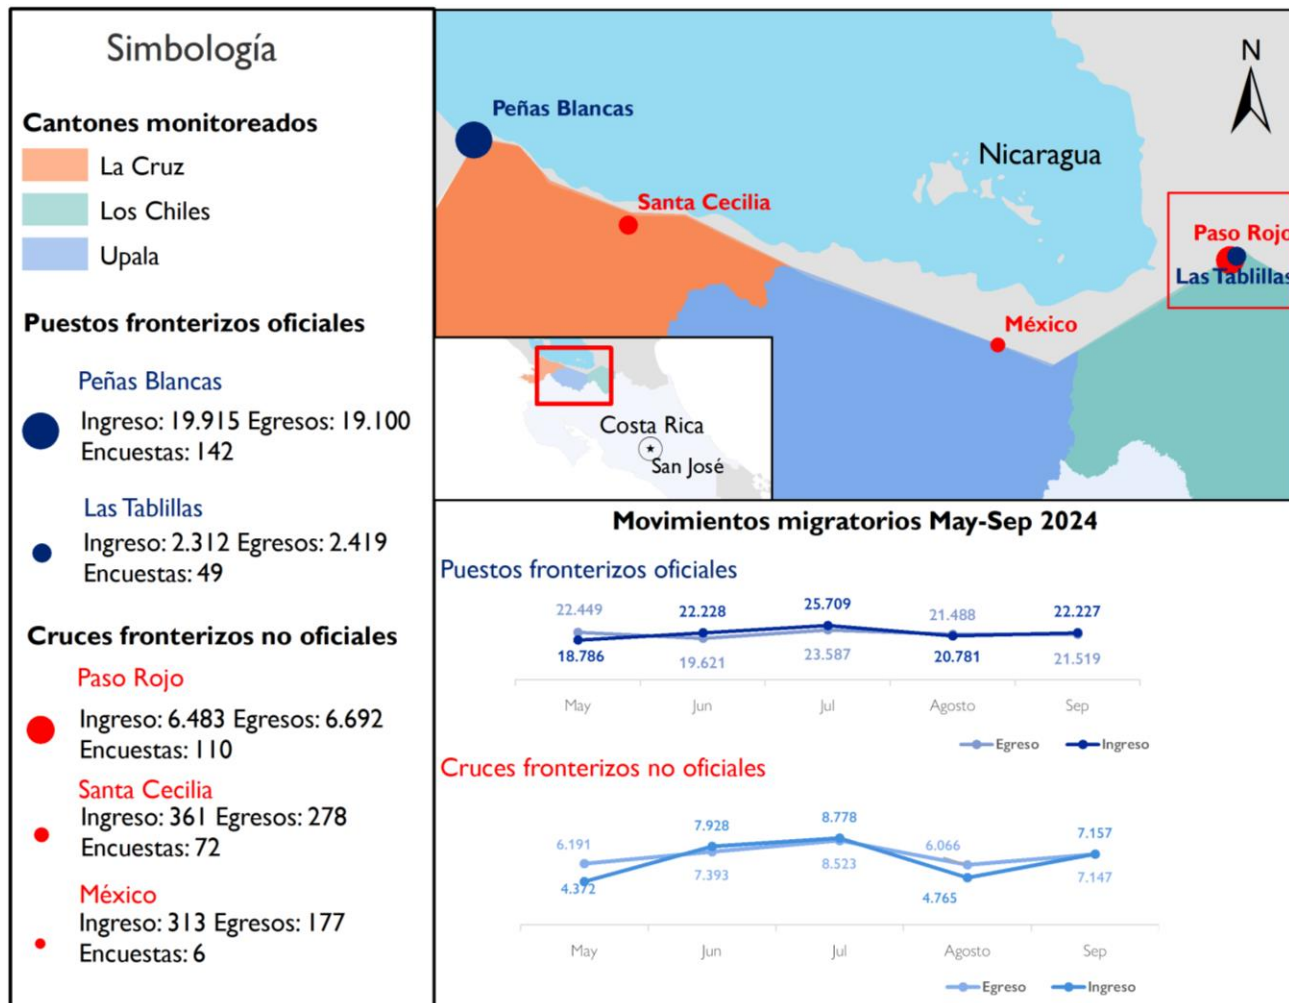 Simbología
Cantones monitoreados
La Cruz
Los Chiles
Upala
Puestos fronterizos oficiales
Peñas Blancas
Ingreso: 19.915 Egresos: 19.100
Encuestas: 142
Las Tablillas
Ingreso: 2.312 Egresos: 2.419
Encuestas: 49
Cruces fronterizos no oficiales
Paso Rojo
Ingreso: 6.483 Egresos: 6.692
Encuestas: 110
Santa Cecilia
Ingreso: 361 Egresos: 278
Encuestas: 72
México
Ingreso: 313 Egresos: 177
Encuestas: 6
N
Peñas Blancas
Nicaragua
Santa Cecilia
Paso Rojo
Las Tablillas
México
Costa Rica
San José
Movimientos migratorios May-Sep 2024
Puestos fronterizos oficiales
22.449 22.228 25.709 21.488 22.227
18.786 19.621 23.587 20.781 21.519
May Jun Jul Agosto Sep
Egreso Ingreso
Cruces fronterizos no oficiales
6.191 7.928 8.778 6.066 7.157
4.372 7.393 8.523 4.765 7.147
May Jun Jul Agosto Sep
Egreso Ingreso